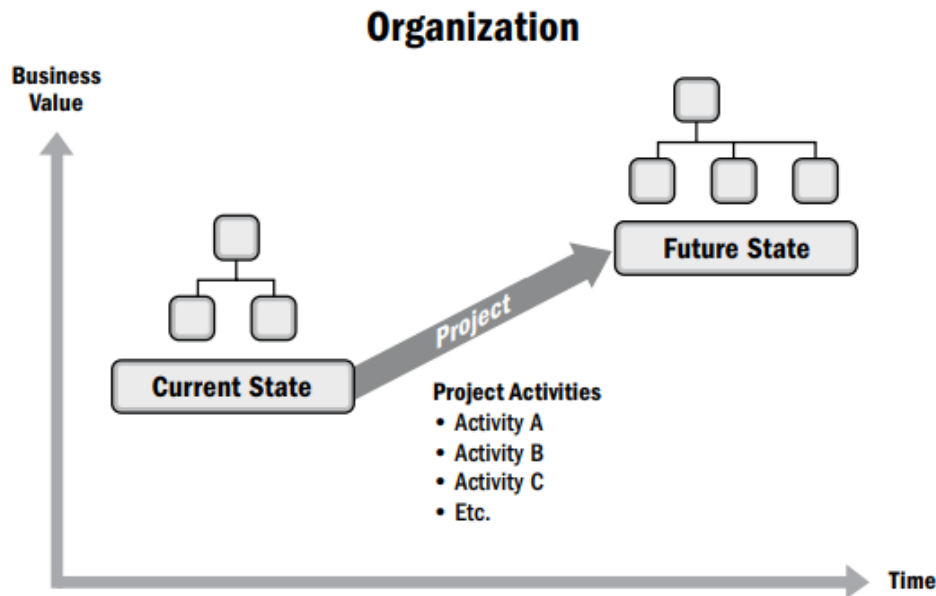 Organization
Business
Value
Future State
Project
Current State
Project Activities
• Activity A
• Activity B
• Activity C
• Etc.
Time